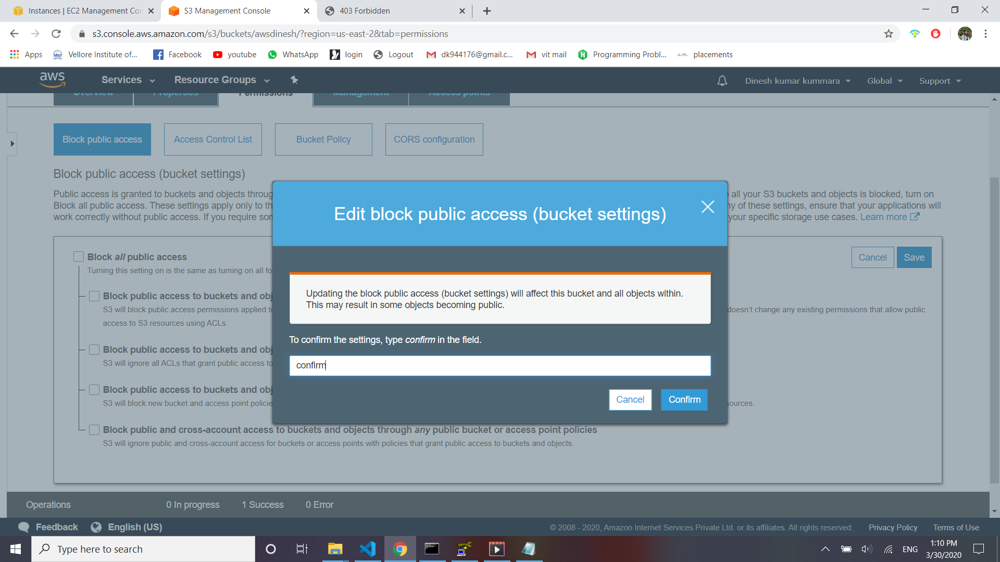 Instances | EC2 Management Con
S3 Management Console
403 Forbidden
s3.console.aws.amazon.com/s3/buckets/awsdinesh/?region=us-east-2&tab=permissions
Apps
Vellore Institute of...
Facebook
youtube
WhatsApp
login
Logout
dk944176@gmail.c...
vit mail
Programming Probl...
placements
aws
Services
Resource Groups
Dinesh kumar kummara
Global
Support
Overview
Properties
Permissions
Management
Access points
Block public access
Access Control List
Bucket Policy
CORS configuration
Block public access (bucket settings)
Public access is granted to buckets and objects throug
all your S3 buckets and objects is blocked, turn on
Block all public access. These settings apply only to th
ny of these settings, ensure that your applications will
work correctly without public access. If you require som
your specific storage use cases. Learn more
Edit block public access (bucket settings)
Block all public access
Cancel
Save
Turning this setting on is the same as turning on all fo
Updating the block public access (bucket settings) will affect this bucket and all objects within.
This may result in some objects becoming public.
Block public access to buckets and obj
S3 will block public access permissions applied to
doesn't change any existing permissions that allow public
access to S3 resources using ACLs.
To confirm the settings, type confirm in the field.
confirm
Cancel
Confirm
Block public access to buckets and obj
S3 will ignore all ACLs that grant public access to
Block public access to buckets and obj
S3 will block new bucket and access point policie
sources.
Block public and cross-account access to buckets and objects through any public bucket or access point policies
S3 will ignore public and cross-account access for buckets or access points with policies that grant public access to buckets and objects.
Operations
0 In progress
1 Success
0 Error
Feedback
English (US)
© 2008 - 2020, Amazon Internet Services Private Ltd. or its affiliates. All rights reserved.
Privacy Policy
Terms of Use
Type here to search
ENG
1:10 PM
3/30/2020